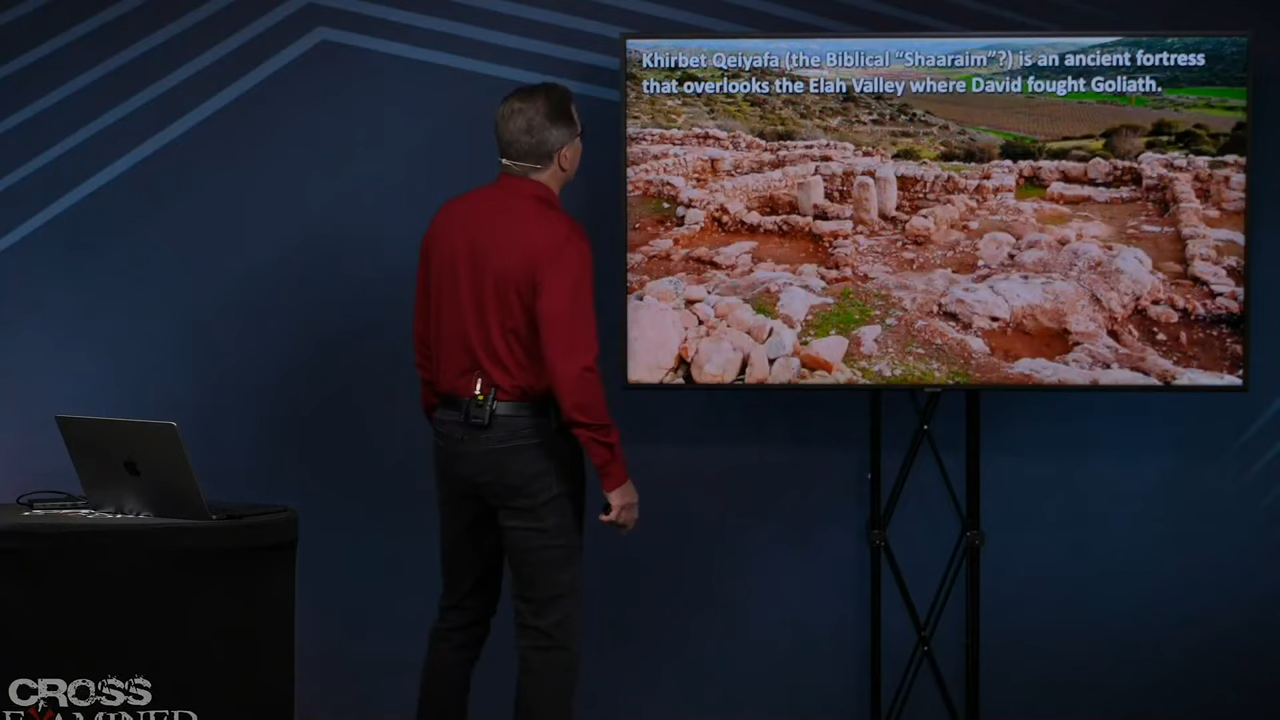 Khirbet Qeiyafa (the Biblical “Shaaraim”?) is an ancient fortress
that overlooks the Elah Valley where David fought Goliath.
CROSS
EXAMINED